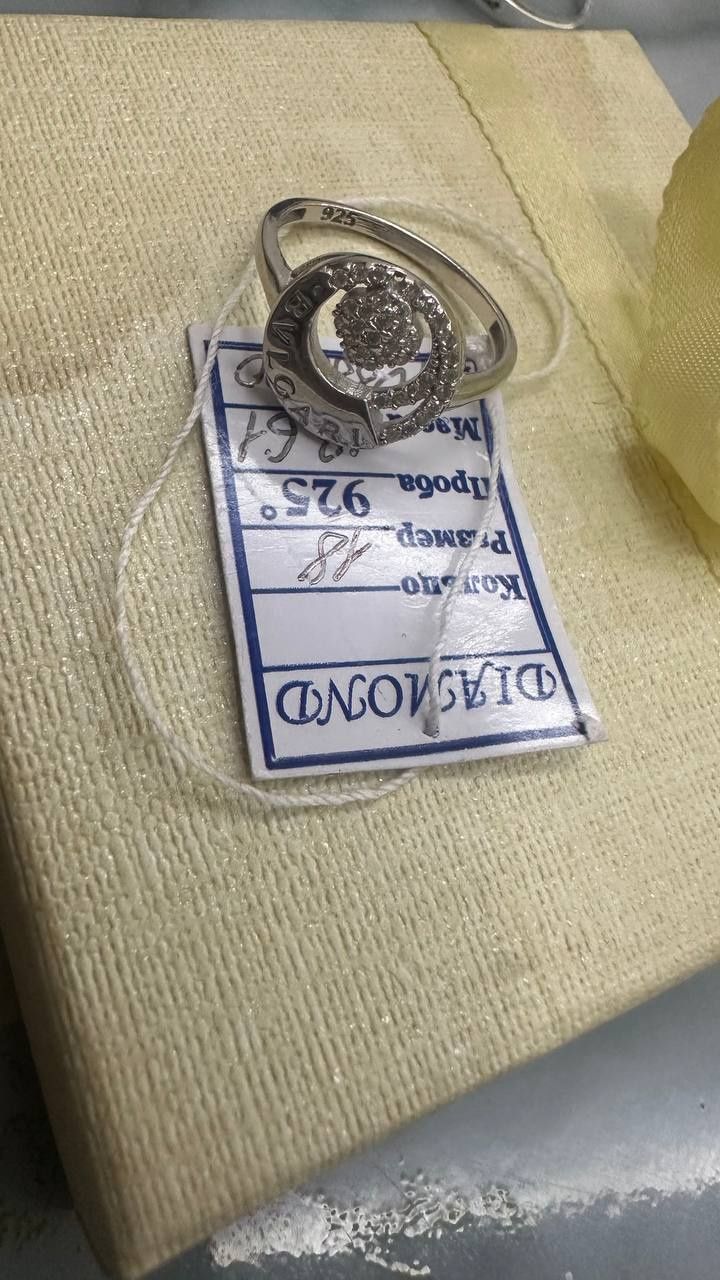 925
BVLGARI
DIAMOND
Кольцо
Размер 18
Проба 925°